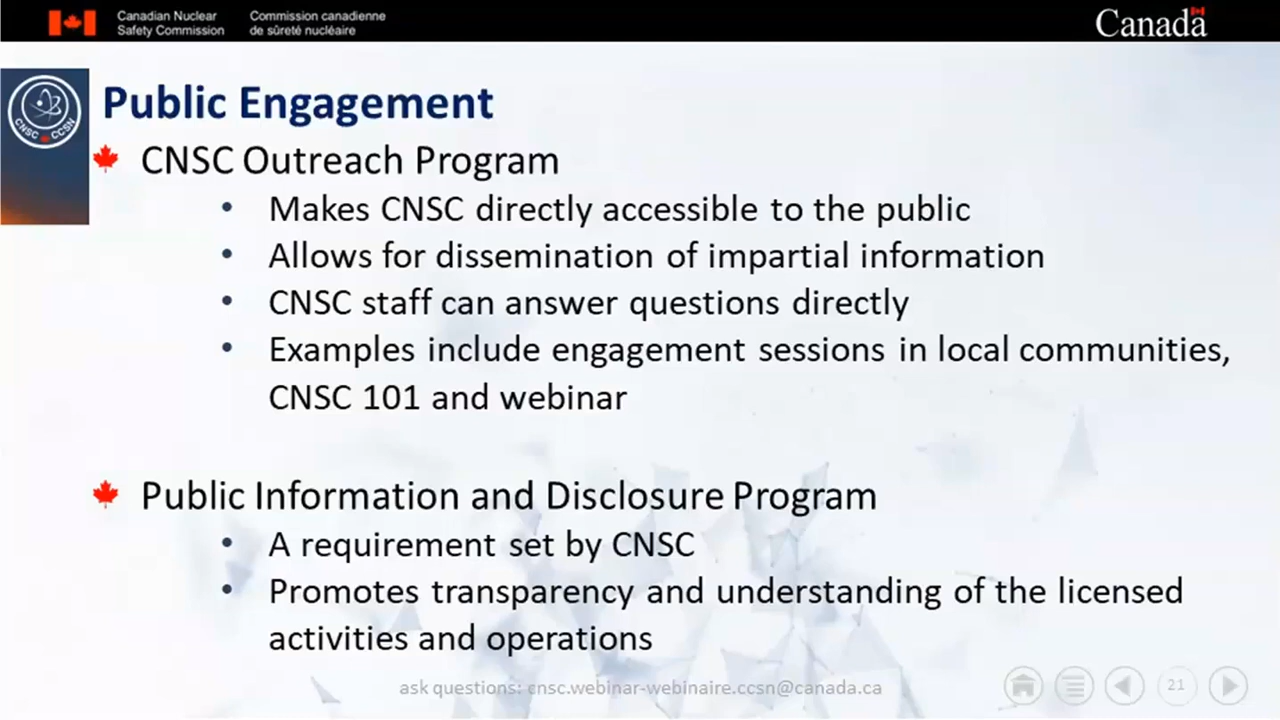 Canadian Nuclear
Safety Commission
Commission canadienne
de sûreté nucléaire
Canada
CNSC CCSN
Public Engagement
CNSC Outreach Program
• Makes CNSC directly accessible to the public
• Allows for dissemination of impartial information
• CNSC staff can answer questions directly
• Examples include engagement sessions in local communities,
CNSC 101 and webinar
Public Information and Disclosure Program
• A requirement set by CNSC
• Promotes transparency and understanding of the licensed
activities and operations
ask questions: cnsc.webinar-webinaire.ccsn@canada.ca
21